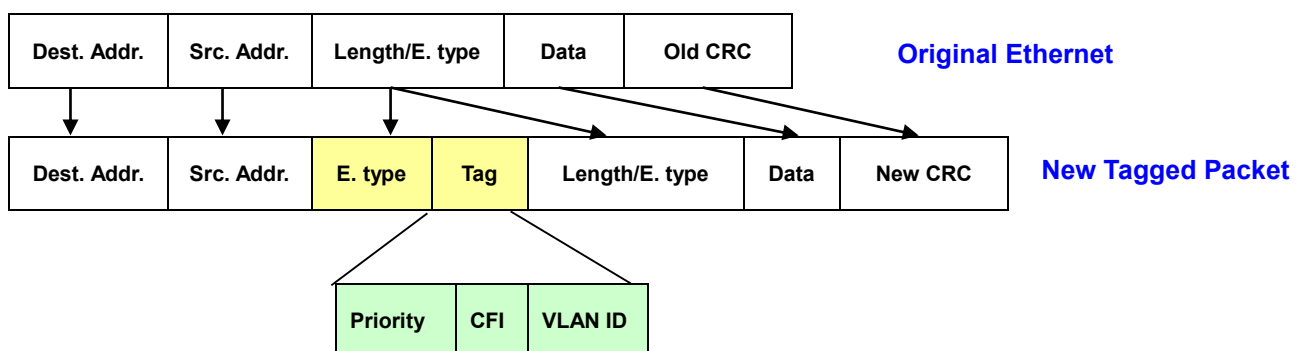 Dest. Addr. Src. Addr. Length/E. type Data Old CRC Original Ethernet
Dest. Addr. Src. Addr. E. type Tag Length/E. type Data New CRC New Tagged Packet
Priority CFI VLAN ID